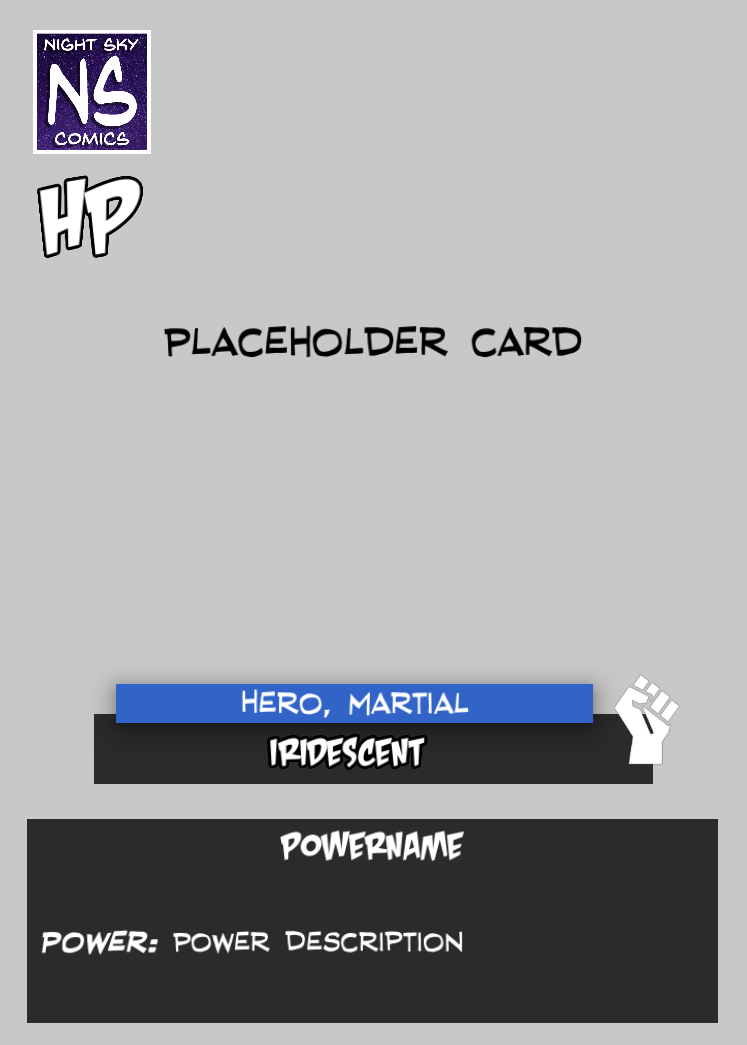 NIGHT SKY
NS
COMICS
HP
PLACEHOLDER CARD
HERO, MARTIAL
IRIDESCENT
POWERNAME
POWER: POWER DESCRIPTION